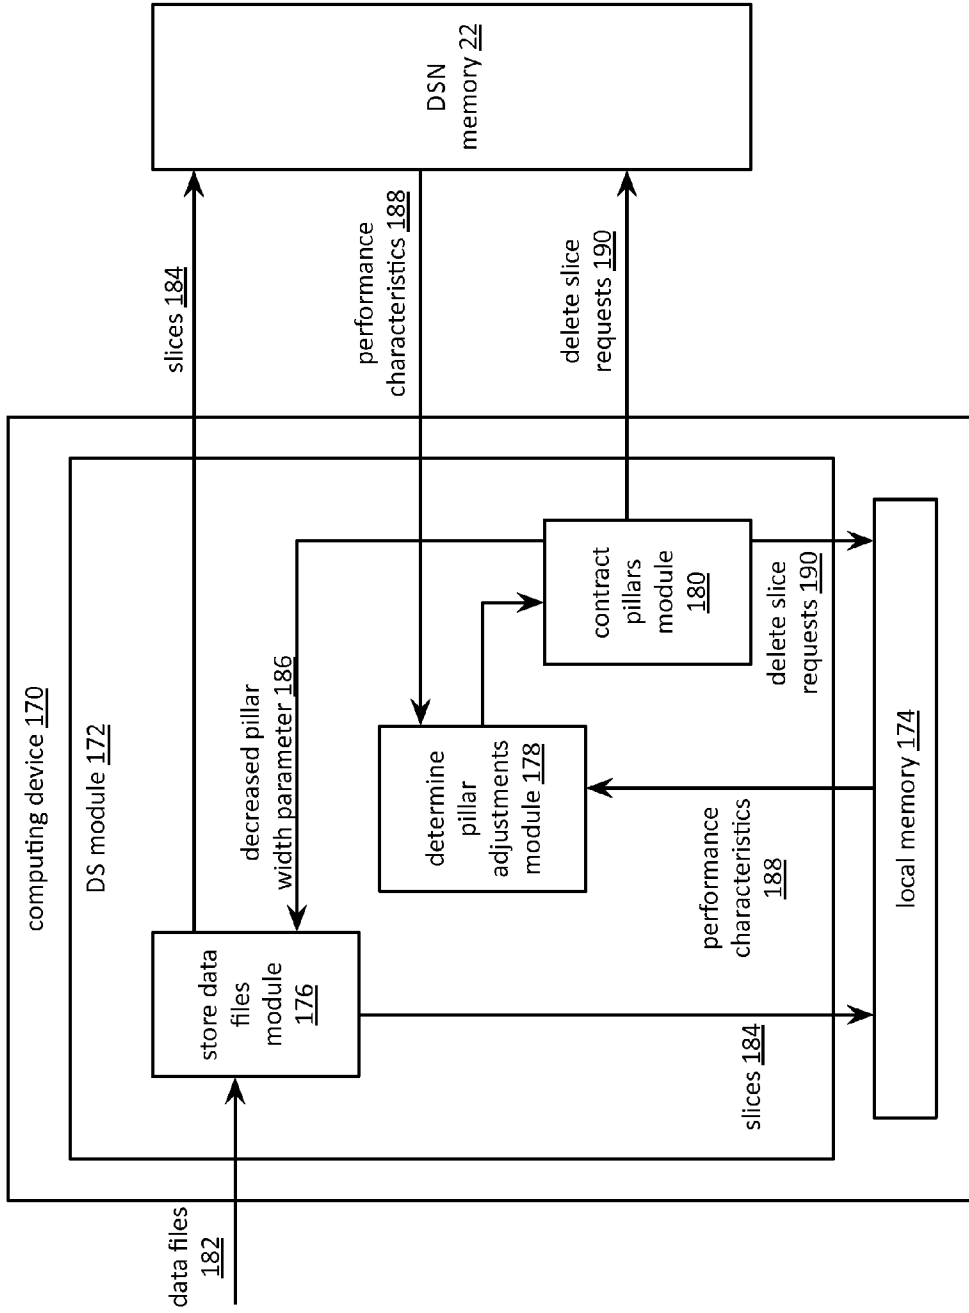 computing device 170
DS module 172
data files
182
store data
files
module
176
slices 184
decreased pillar
width parameter 186
performance
characteristics 188
determine
pillar
adjustments
module 178
contract
pillars
module
180
delete slice
requests 190
DSN
memory 22
slices 184
performance
characteristics
188
delete slice
requests 190
local memory 174